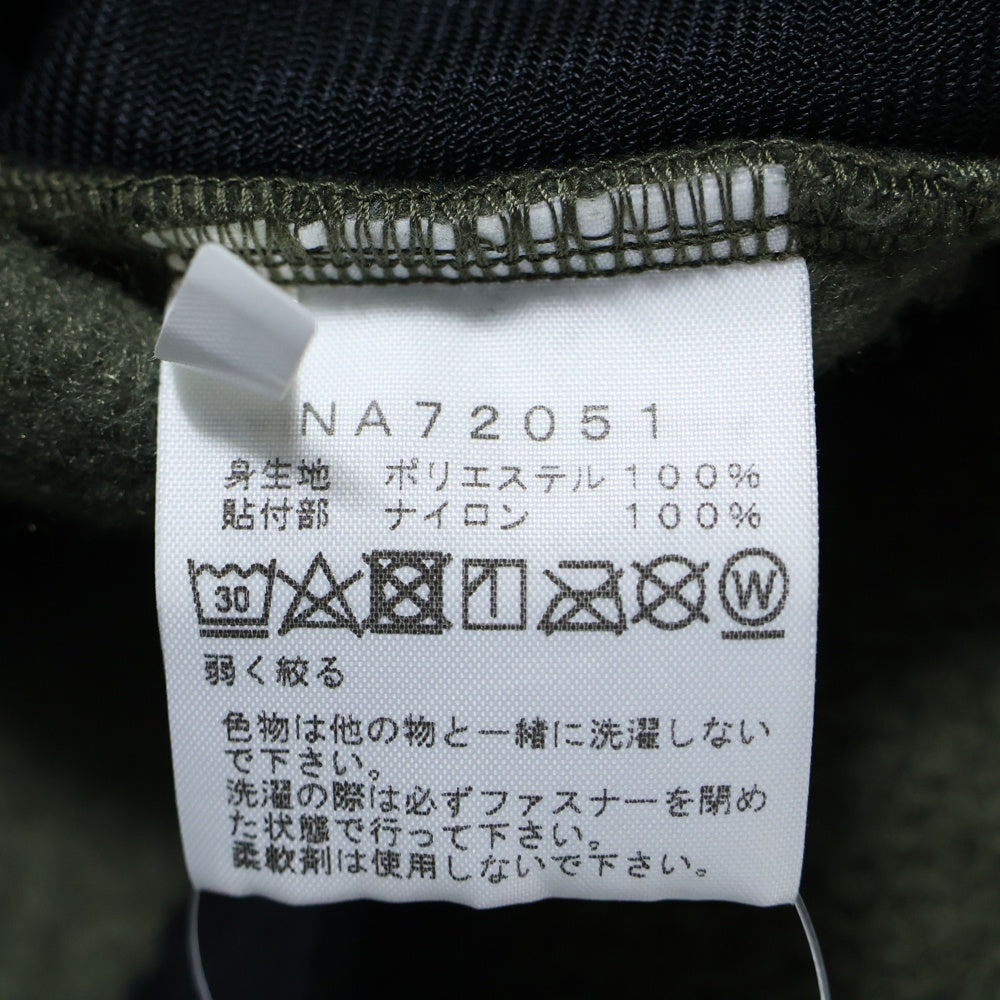 NA72051
身生地 ポリエステル 100%
貼付部 ナイロン 100%
30 W
弱く絞る
色物は他の物と一緒に洗濯しない
で下さい。
洗濯の際は必ずファスナーを閉め
た状態で行って下さい。
柔軟剤は使用しないで下さい。